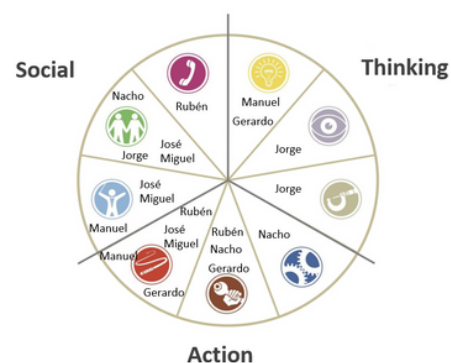 Social
Thinking
Nacho
Rubén
Manuel
Gerardo
Jorge
José
Miguel
Jorge
Jorge
José
Miguel
Manuel
Rubén
José
Miguel
Manuel
Gerardo
Rubén
Nacho
Gerardo
Nacho
Action